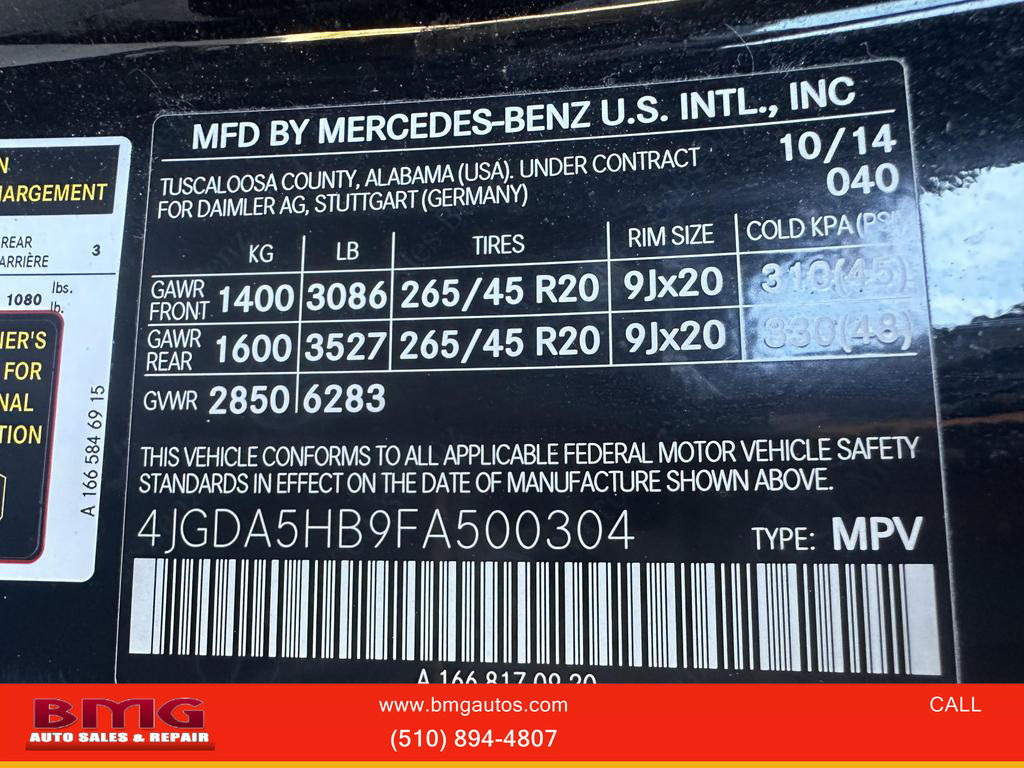 MFD BY MERCEDES-BENZ U.S. INTL., INC
10/14
TUSCALOOSA COUNTY, ALABAMA (USA). UNDER CONTRACT
040
FOR DAIMLER AG, STUTTGART (GERMANY)
KG LB TIRES RIM SIZE COLD KPA(PSI)
GAWR FRONT 1400 3086 265/45 R20 9Jx20 310(45)
GAWR REAR 1600 3527 265/45 R20 9Jx20 330(48)
GVWR 2850 6283
THIS VEHICLE CONFORMS TO ALL APPLICABLE FEDERAL MOTOR VEHICLE SAFETY
STANDARDS IN EFFECT ON THE DATE OF MANUFACTURE SHOWN ABOVE.
4JGDA5HB9FA500304 TYPE: MPV
A 166 817 09 20
N
HARGEMENT
REAR
ARRIÈRE 3
1080 lbs.
lb.
NER'S
FOR
NAL
TION
A 166 584 69 15
BMG
AUTO SALES & REPAIR
www.bmgautos.com
(510) 894-4807
CALL